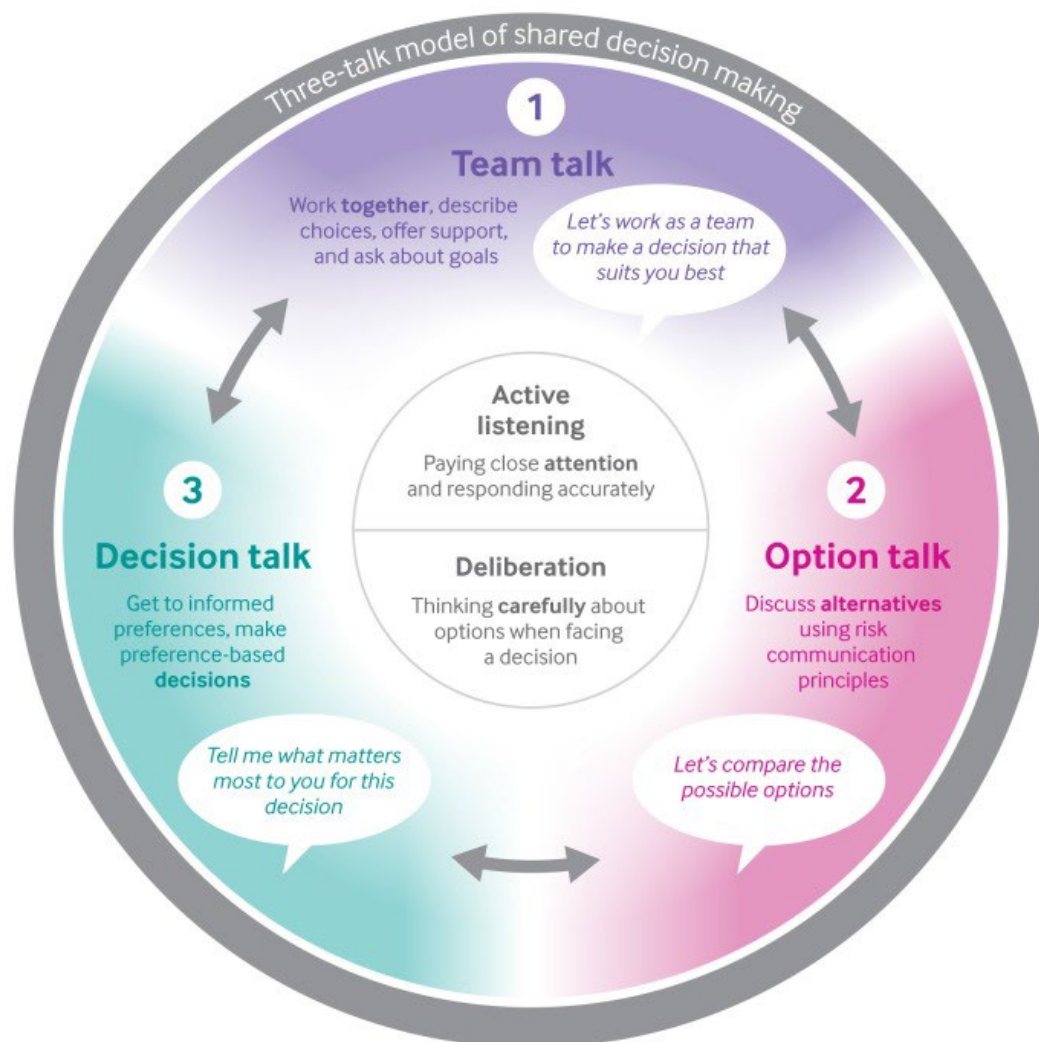 Three-talk model of shared decision making
1
Team talk
Work together, describe
choices, offer support,
and ask about goals
Let's work as a team
to make a decision that
suits you best
Active
listening
Paying close attention
and responding accurately
Deliberation
Thinking carefully about
options when facing
a decision
2
Option talk
Discuss alternatives
using risk
communication
principles
Let's compare the
possible options
3
Decision talk
Get to informed
preferences, make
preference-based
decisions
Tell me what matters
most to you for this
decision